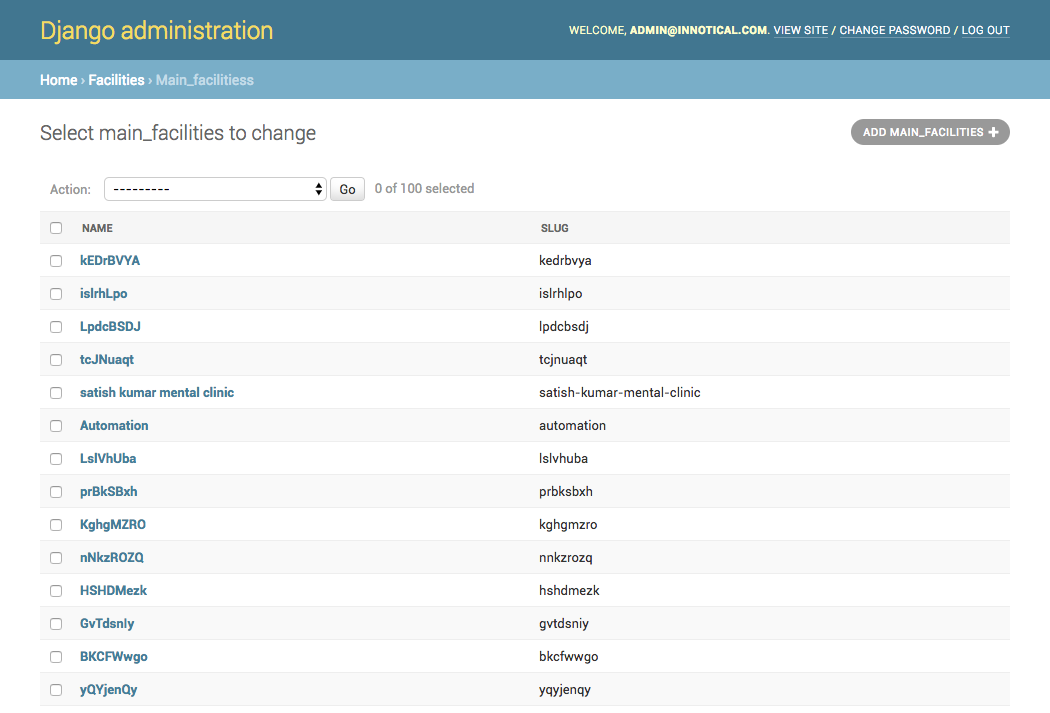 Django administration
WELCOME, ADMIN@INNOTICAL.COM. VIEW SITE / CHANGE PASSWORD / LOG OUT
Home › Facilities › Main_facilitiess
Select main_facilities to change
ADD MAIN_FACILITIES +
Action: --------- Go 0 of 100 selected
NAME SLUG
kEDrBVYA kedrbvya
islrhLpo islrhlpo
LpdcBSDJ lpdcbsdj
tcJNuaqt tcjnuaqt
satish kumar mental clinic satish-kumar-mental-clinic
Automation automation
LslVhUba lslvhuba
prBkSBxh prbksbxh
KghgMZRO kghgmzro
nNkzROZQ nnkzrozq
HSHDMezk hshdmezk
GvTdsnIy gvtdsniy
BKCFWwgo bkcfwwgo
yQYjenQy yqyjenqy